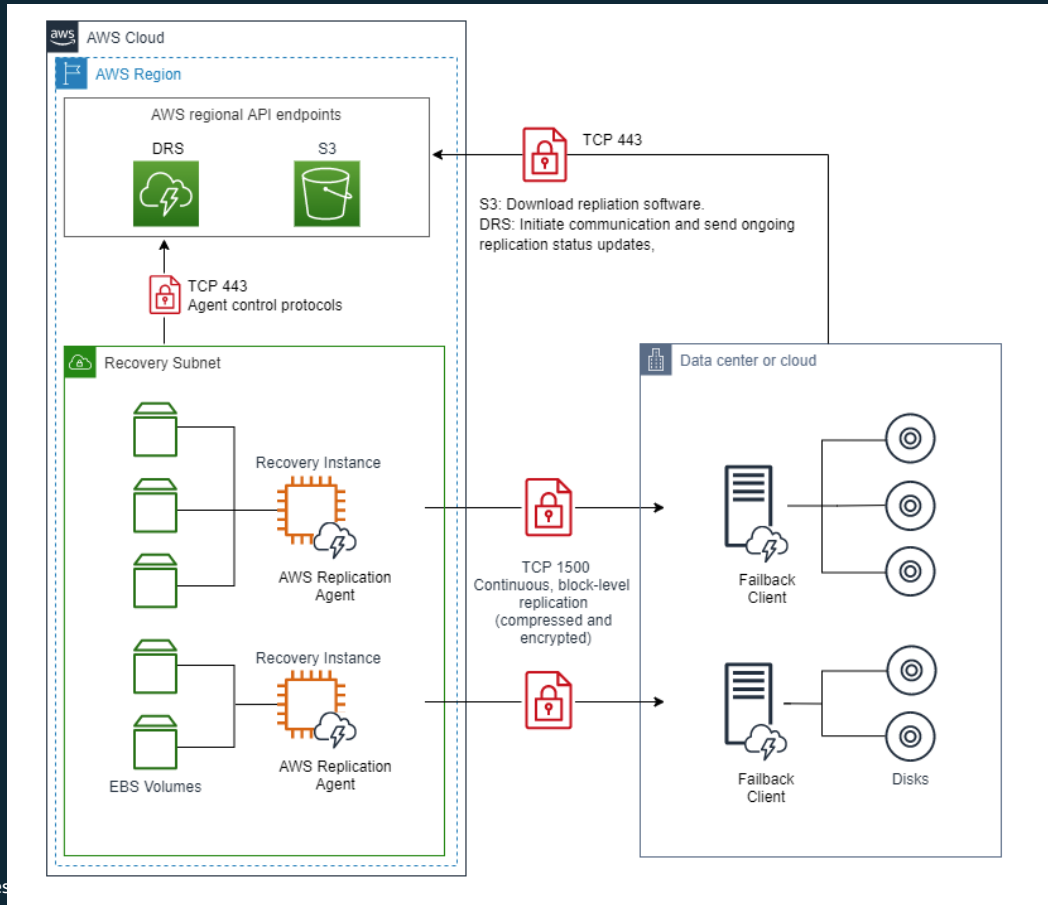 aws
AWS Cloud
AWS Region
AWS regional API endpoints
DRS
S3
TCP 443
S3: Download repliation software.
DRS: Initiate communication and send ongoing
replication status updates,
TCP 443
Agent control protocols
Recovery Subnet
Data center or cloud
Recovery Instance
AWS Replication
Agent
TCP 1500
Continuous, block-level
replication
(compressed and
encrypted)
Failback
Client
Recovery Instance
AWS Replication
Agent
EBS Volumes
Failback
Client
Disks